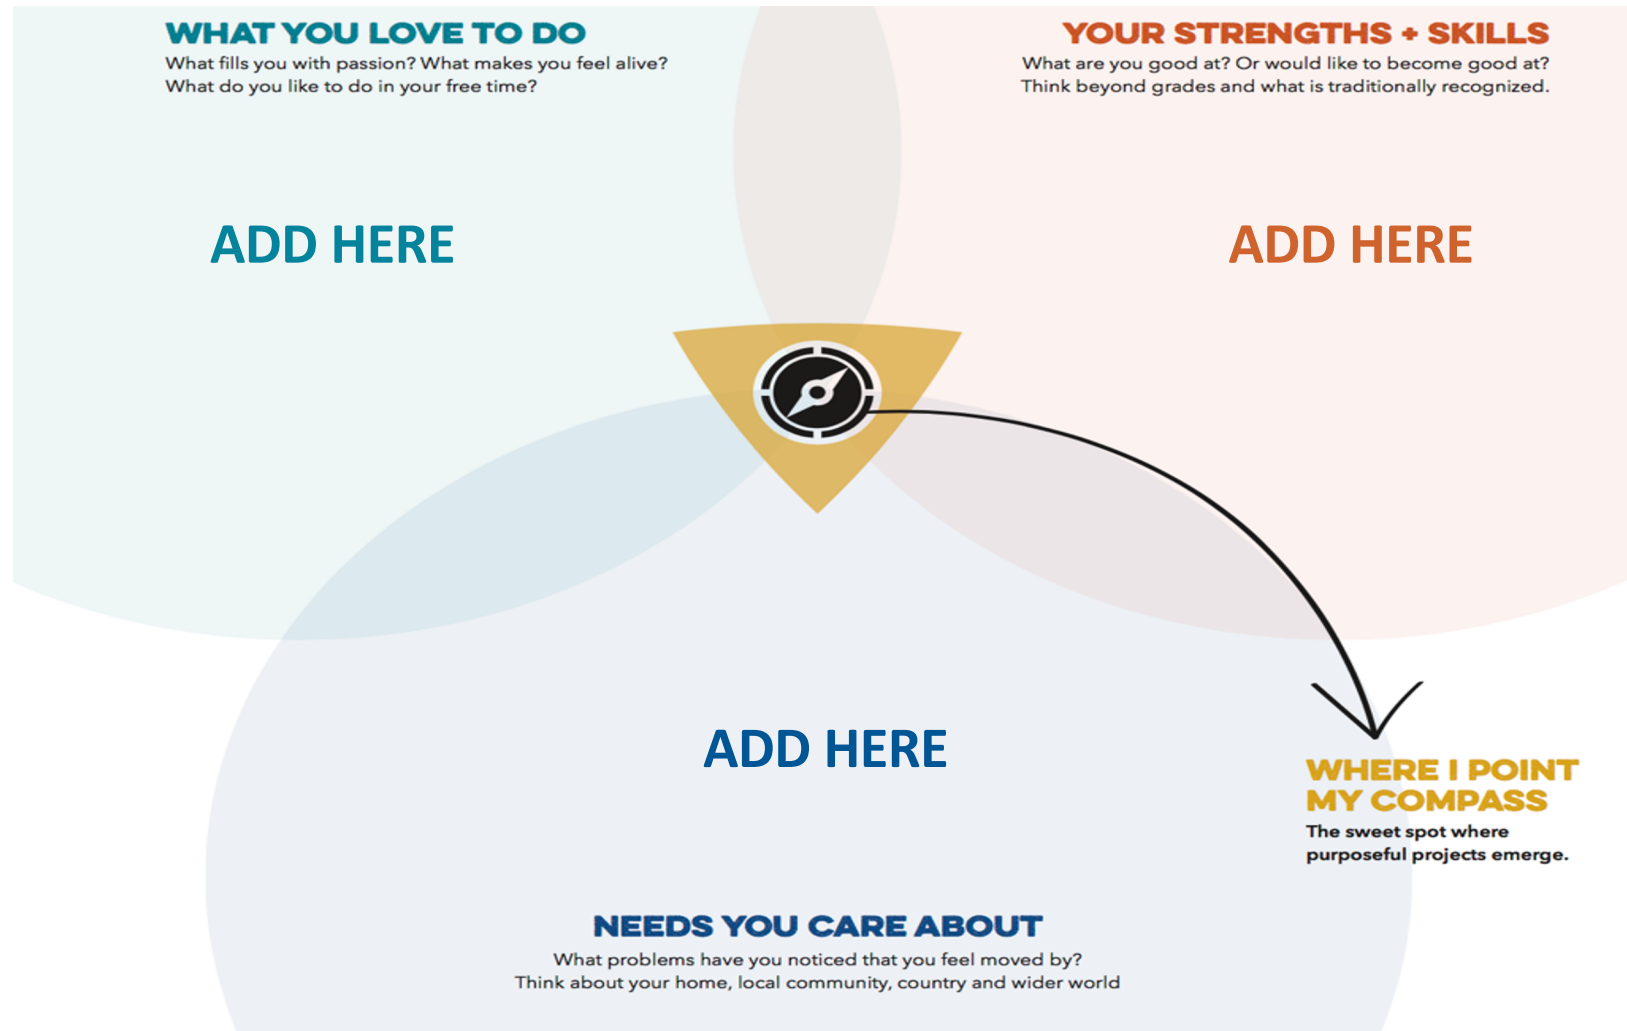 WHAT YOU LOVE TO DO
What fills you with passion? What makes you feel alive?
What do you like to do in your free time?
YOUR STRENGTHS + SKILLS
What are you good at? Or would like to become good at?
Think beyond grades and what is traditionally recognized.
ADD HERE
ADD HERE
ADD HERE
WHERE I POINT
MY COMPASS
The sweet spot where
purposeful projects emerge.
NEEDS YOU CARE ABOUT
What problems have you noticed that you feel moved by?
Think about your home, local community, country and wider world